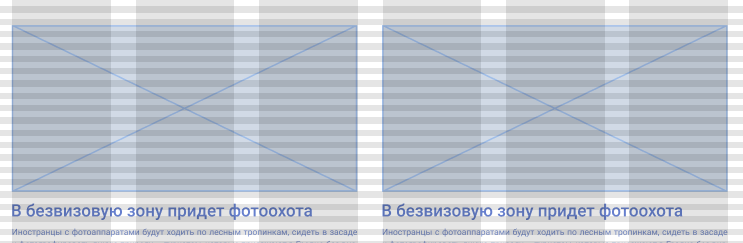 В безвизовую зону придет фотоохота
Иностранцы с фотоаппаратами будут ходить по лесным тропинкам, сидеть в засаде
В безвизовую зону придет фотоохота
Иностранцы с фотоаппаратами будут ходить по лесным тропинкам, сидеть в засаде